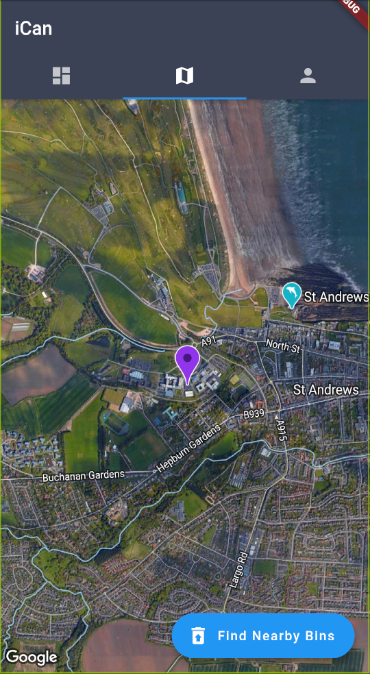 iCan
BUG
St Andrews
A91
North St
St Andrews
B939
A915
Hepburn Gardens
Buchanan Gardens
Largo Rd
Find Nearby Bins
Google